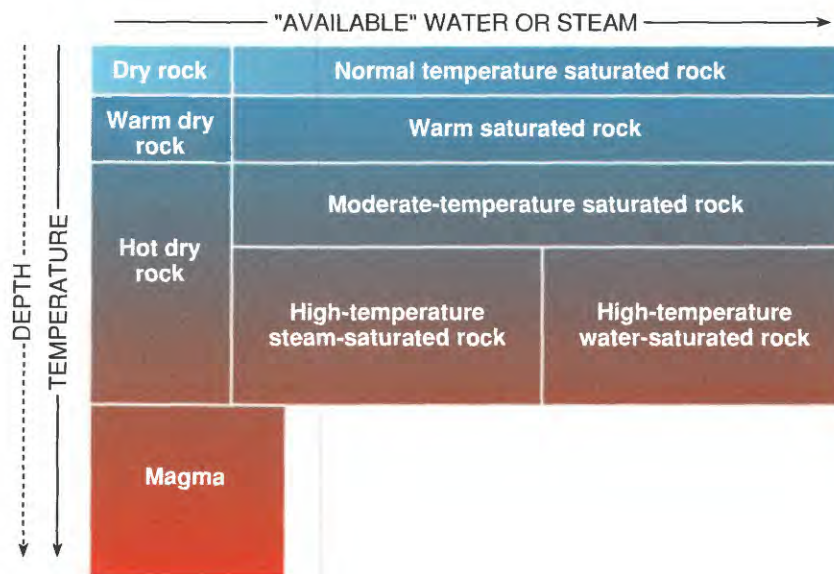 "AVAILABLE" WATER OR STEAM
DEPTH
TEMPERATURE
Dry rock
Normal temperature saturated rock
Warm dry
rock
Warm saturated rock
Hot dry
rock
Moderate-temperature saturated rock
High-temperature
steam-saturated rock
High-temperature
water-saturated rock
Magma